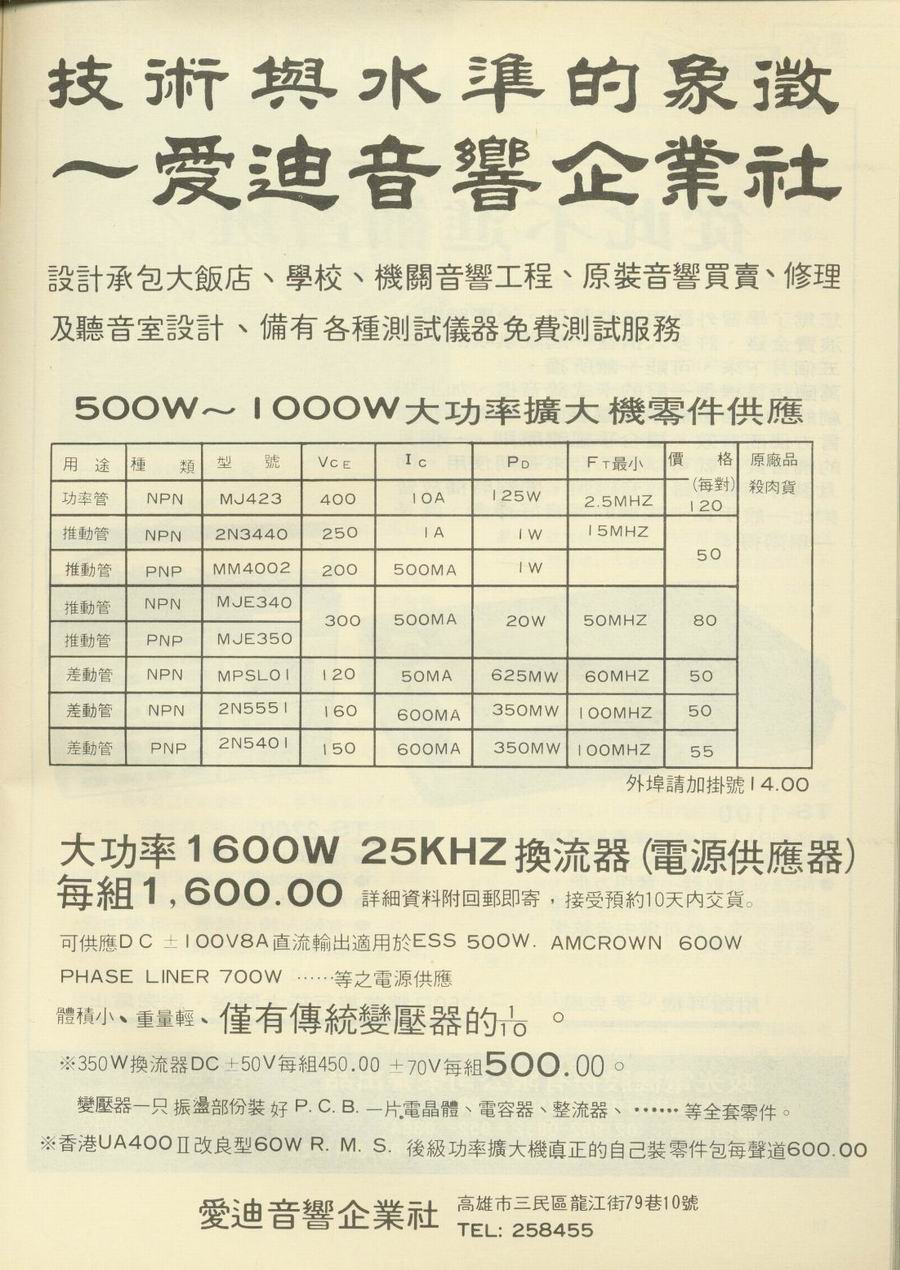 技術與水準的象徵
～愛迪音響企業社
設計承包大飯店、學校、機關音響工程、原裝音響買賣、修理
及聽音室設計、備有各種測試儀器免費測試服務
500W～1000W大功率擴大機零件供應
用途 種類 型號 VCE IC PD FT最小 價格(每對) 原廠品殺肉貨
功率管 NPN MJ423 400 10A 125W 2.5MHZ 120
推動管 NPN 2N3440 250 1A 1W 15MHZ 50
推動管 PNP MM4002 200 500MA 1W
推動管 NPN MJE340 300 500MA 20W 50MHZ 80
推動管 PNP MJE350
差動管 NPN MPSL01 120 50MA 625MW 60MHZ 50
差動管 NPN 2N5551 160 600MA 350MW 100MHZ 50
差動管 PNP 2N5401 150 600MA 350MW 100MHZ 55
外埠請加掛號14.00
大功率1600W 25KHZ換流器(電源供應器)
每組1,600.00 詳細資料附回郵即寄，接受預約10天內交貨。
可供應DC ±100V8A直流輸出適用於ESS 500W. AMCROWN 600W
PHASE LINER 700W ……等之電源供應
體積小、重量輕、僅有傳統變壓器的1/10 。
※350W換流器DC ±50V每組450.00 ±70V每組500.00。
變壓器一只 振盪部份裝好 P.C.B. 一片.電晶體、電容器、整流器、……等全套零件。
※香港UA400Ⅱ改良型60W R. M. S. 後級功率擴大機真正的自己裝零件包每聲道600.00
愛迪音響企業社 高雄市三民區龍江街79巷10號
TEL: 258455